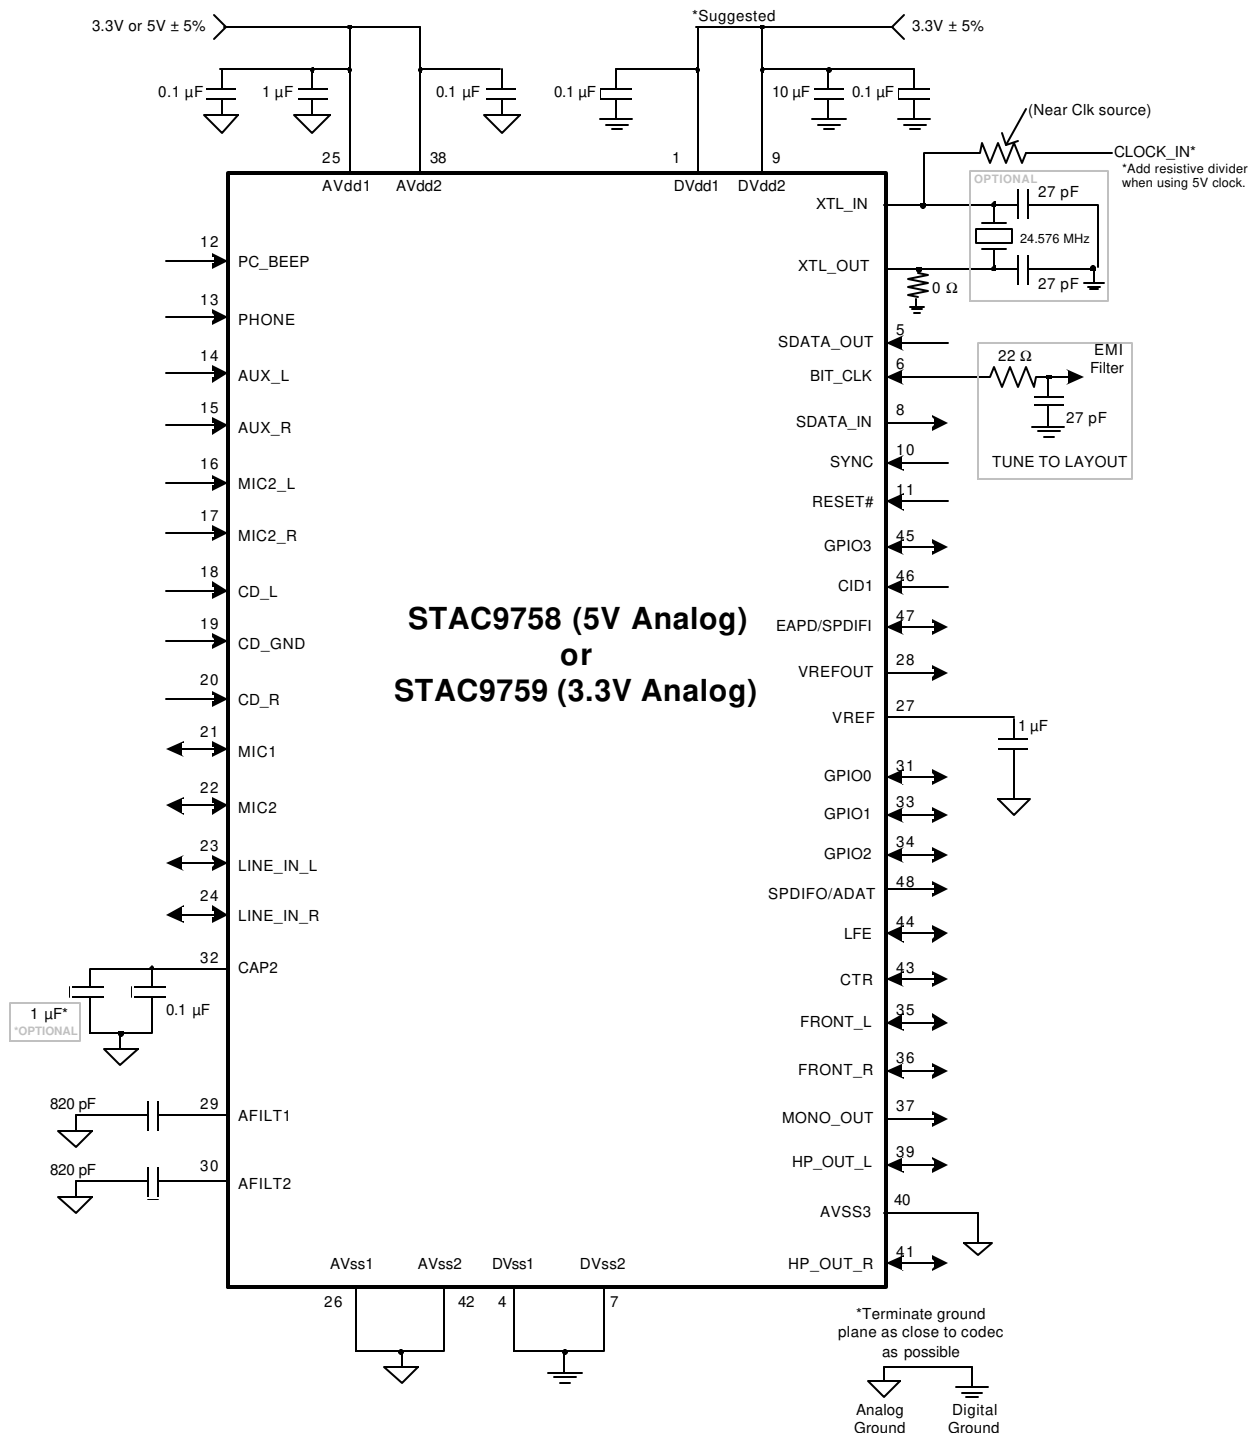 3.3V or 5V ± 5%
*Suggested
3.3V ± 5%
0.1 µF
1 µF
0.1 µF
0.1 µF
10 µF
0.1 µF
(Near Clk source)
CLOCK_IN*
*Add resistive divider
when using 5V clock.
25
38
1
9
AVdd1
AVdd2
DVdd1
DVdd2
OPTIONAL
27 pF
24.576 MHz
27 pF
0 Ω
XTL_IN
XTL_OUT
12
PC_BEEP
13
PHONE
14
AUX_L
15
AUX_R
16
MIC2_L
17
MIC2_R
18
CD_L
19
CD_GND
20
CD_R
21
MIC1
22
MIC2
23
LINE_IN_L
24
LINE_IN_R
32
CAP2
1 µF*
*OPTIONAL
0.1 µF
820 pF
29
AFILT1
820 pF
30
AFILT2
STAC9758 (5V Analog)
or
STAC9759 (3.3V Analog)
SDATA_OUT
5
BIT_CLK
6
22 Ω
EMI
Filter
27 pF
TUNE TO LAYOUT
SDATA_IN
8
SYNC
10
RESET#
11
GPIO3
45
CID1
46
EAPD/SPDIFI
47
VREFOUT
28
VREF
27
1 µF
GPIO0
31
GPIO1
33
GPIO2
34
SPDIFO/ADAT
48
LFE
44
CTR
43
FRONT_L
35
FRONT_R
36
MONO_OUT
37
HP_OUT_L
39
AVSS3
40
HP_OUT_R
41
AVss1
AVss2
DVss1
DVss2
26
42
4
7
*Terminate ground
plane as close to codec
as possible
Analog
Ground
Digital
Ground